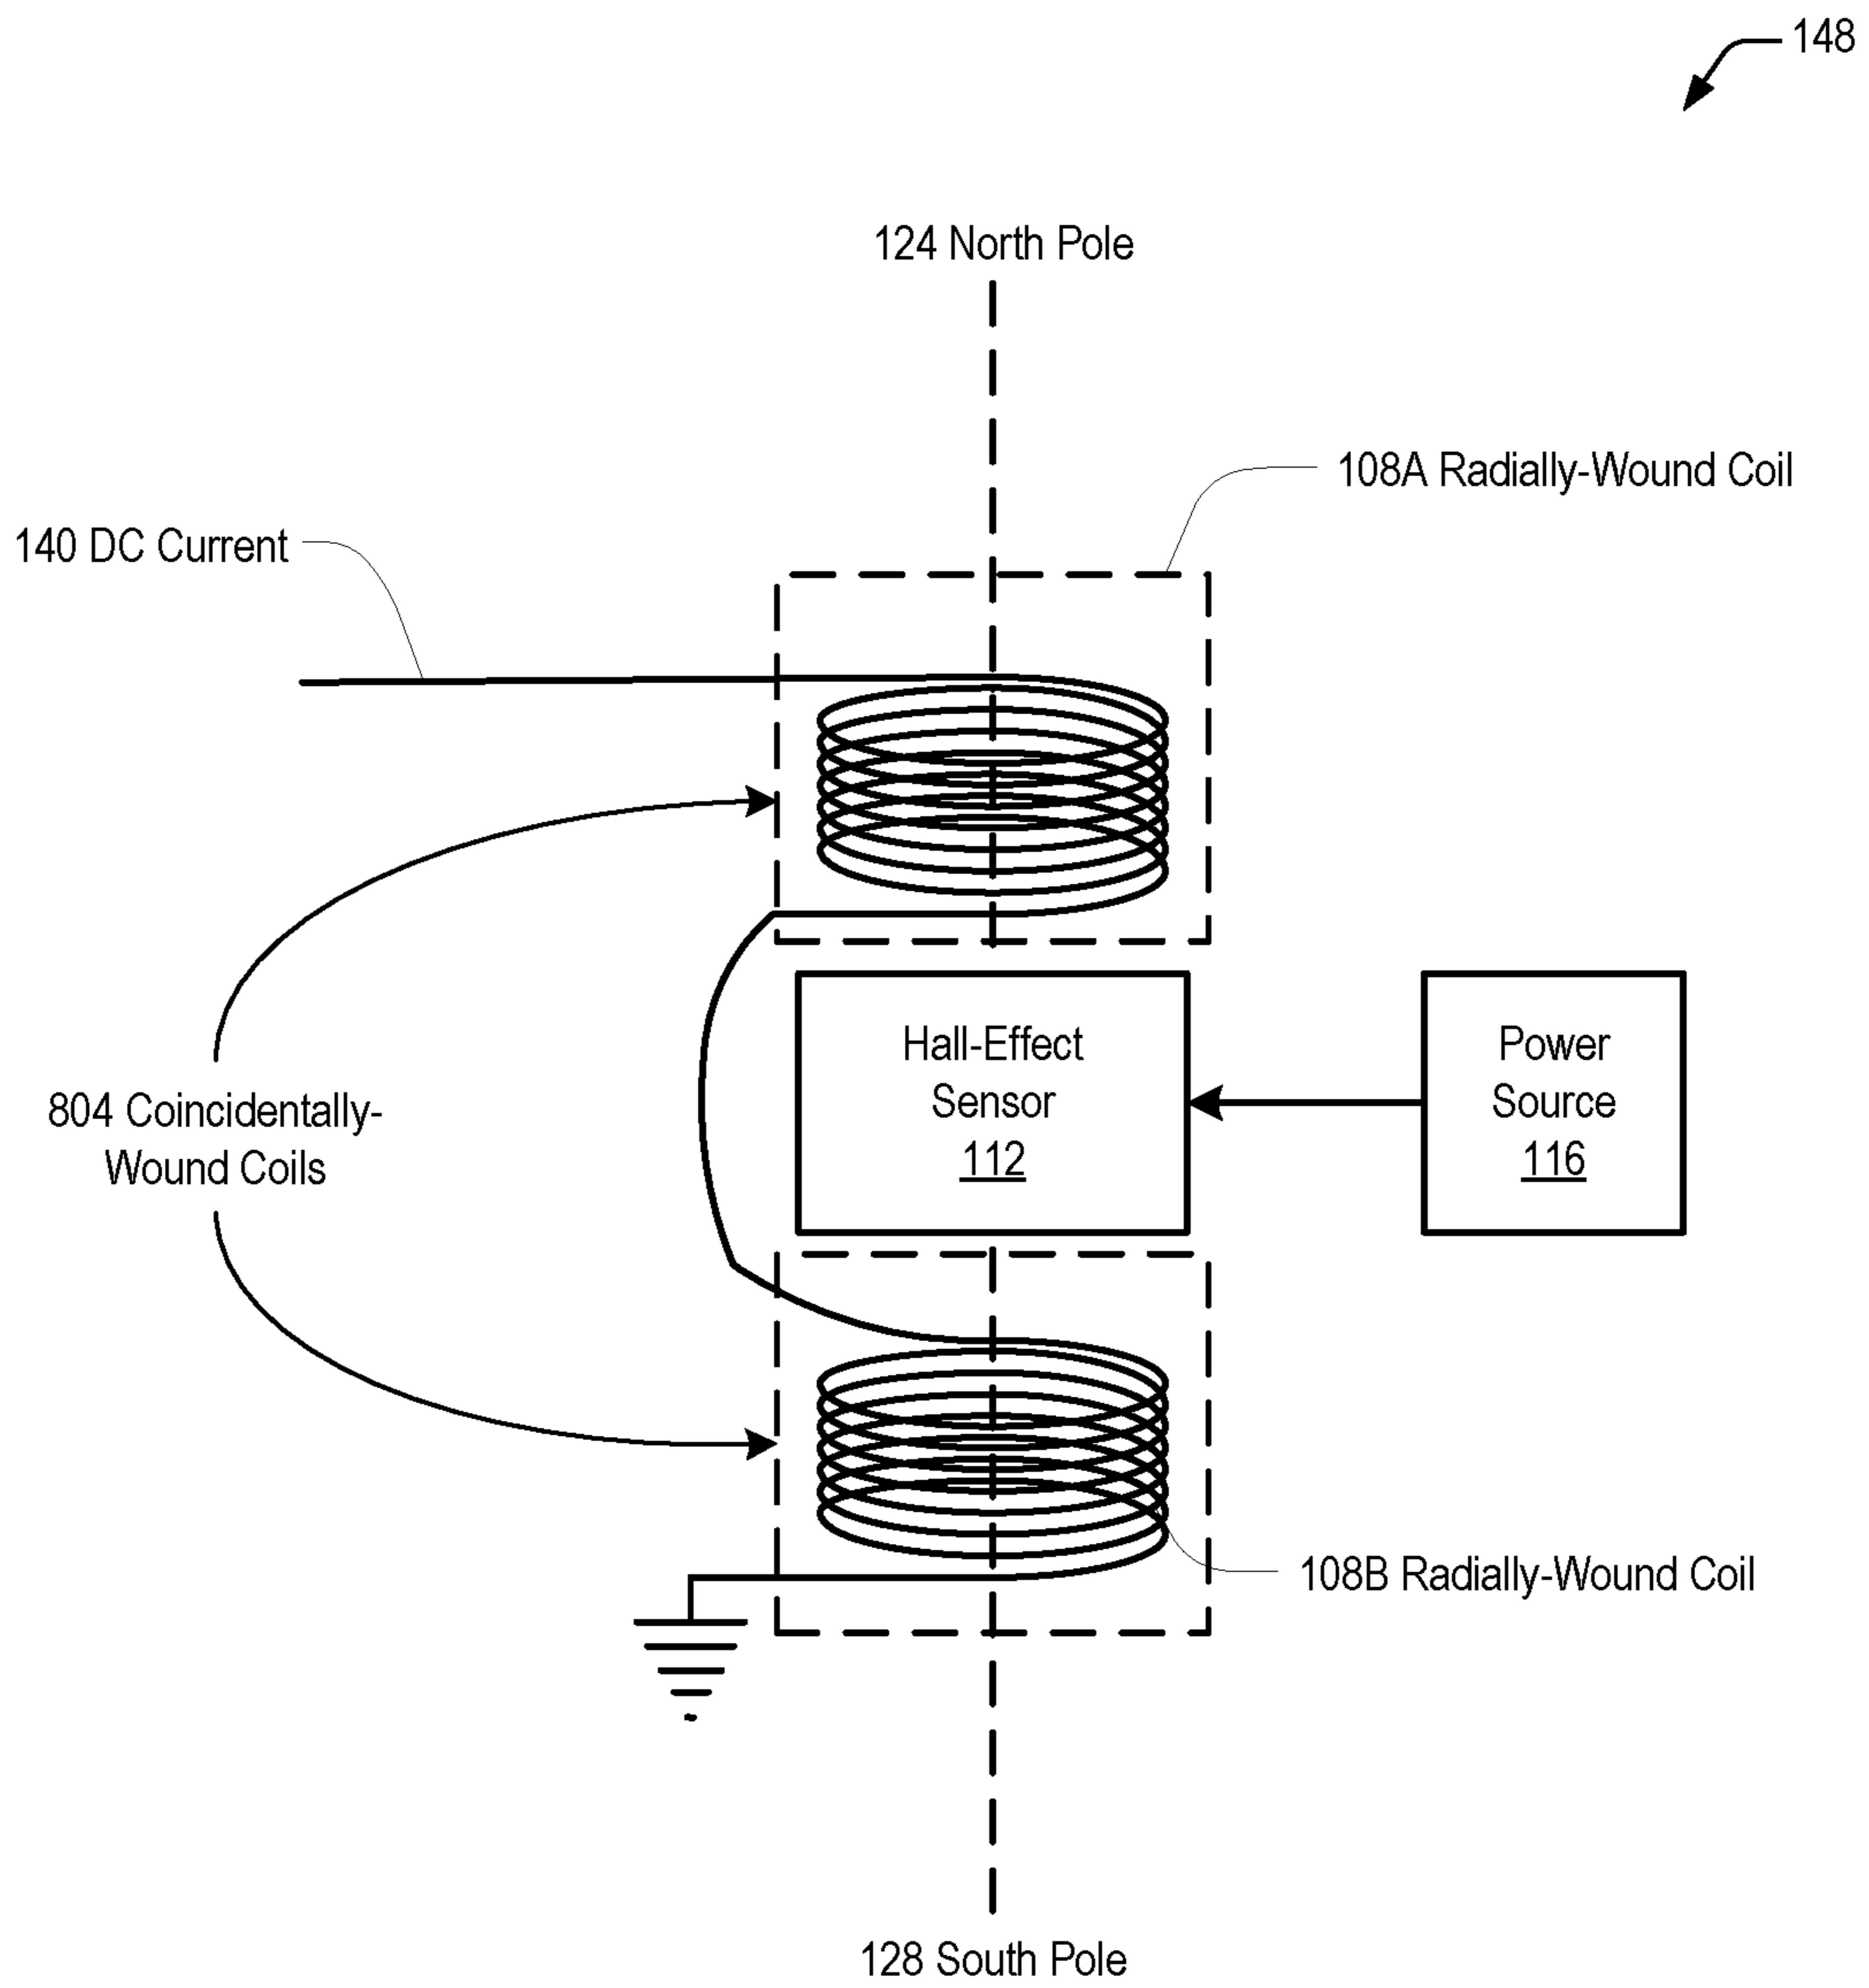 148
124 North Pole
108A Radially-Wound Coil
140 DC Current
Hall-Effect
Sensor
112
Power
Source
116
804 Coincidentally-
Wound Coils
108B Radially-Wound Coil
128 South Pole